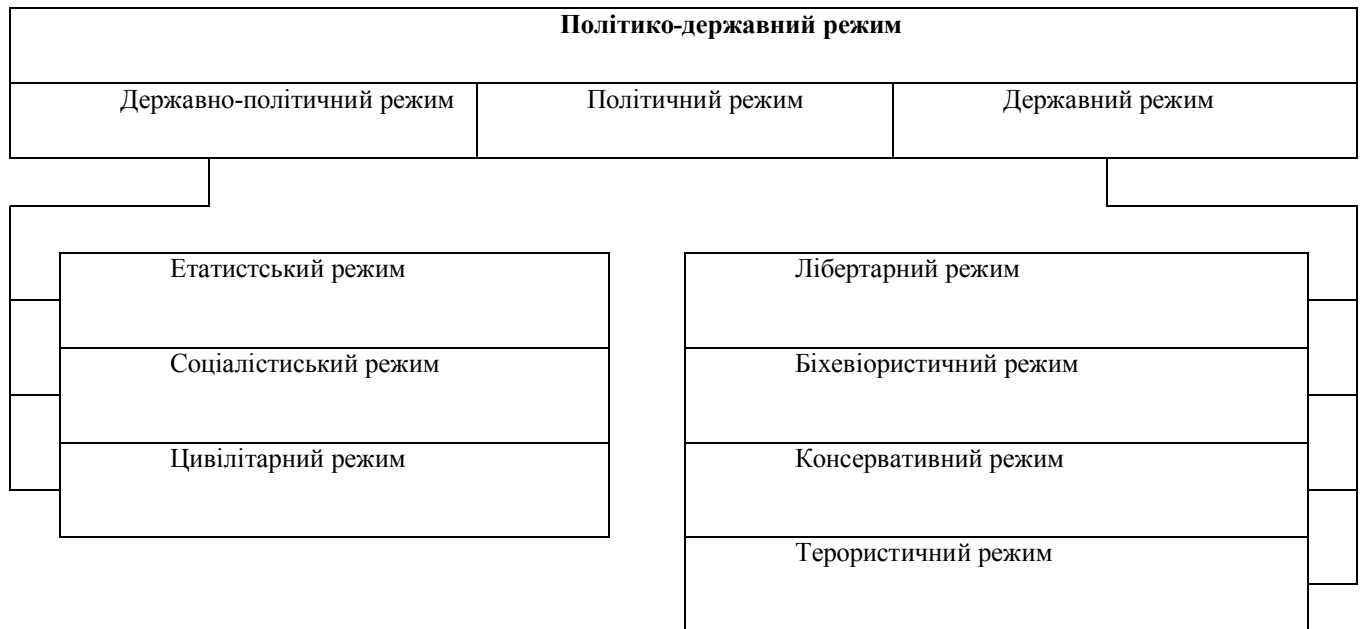 Політико-державний режим
Державно-політичний режим
Політичний режим
Державний режим
Етатистський режим
Соціалістиський режим
Цивілітарний режим
Лібертарний режим
Біхевіористичний режим
Консервативний режим
Терористичний режим